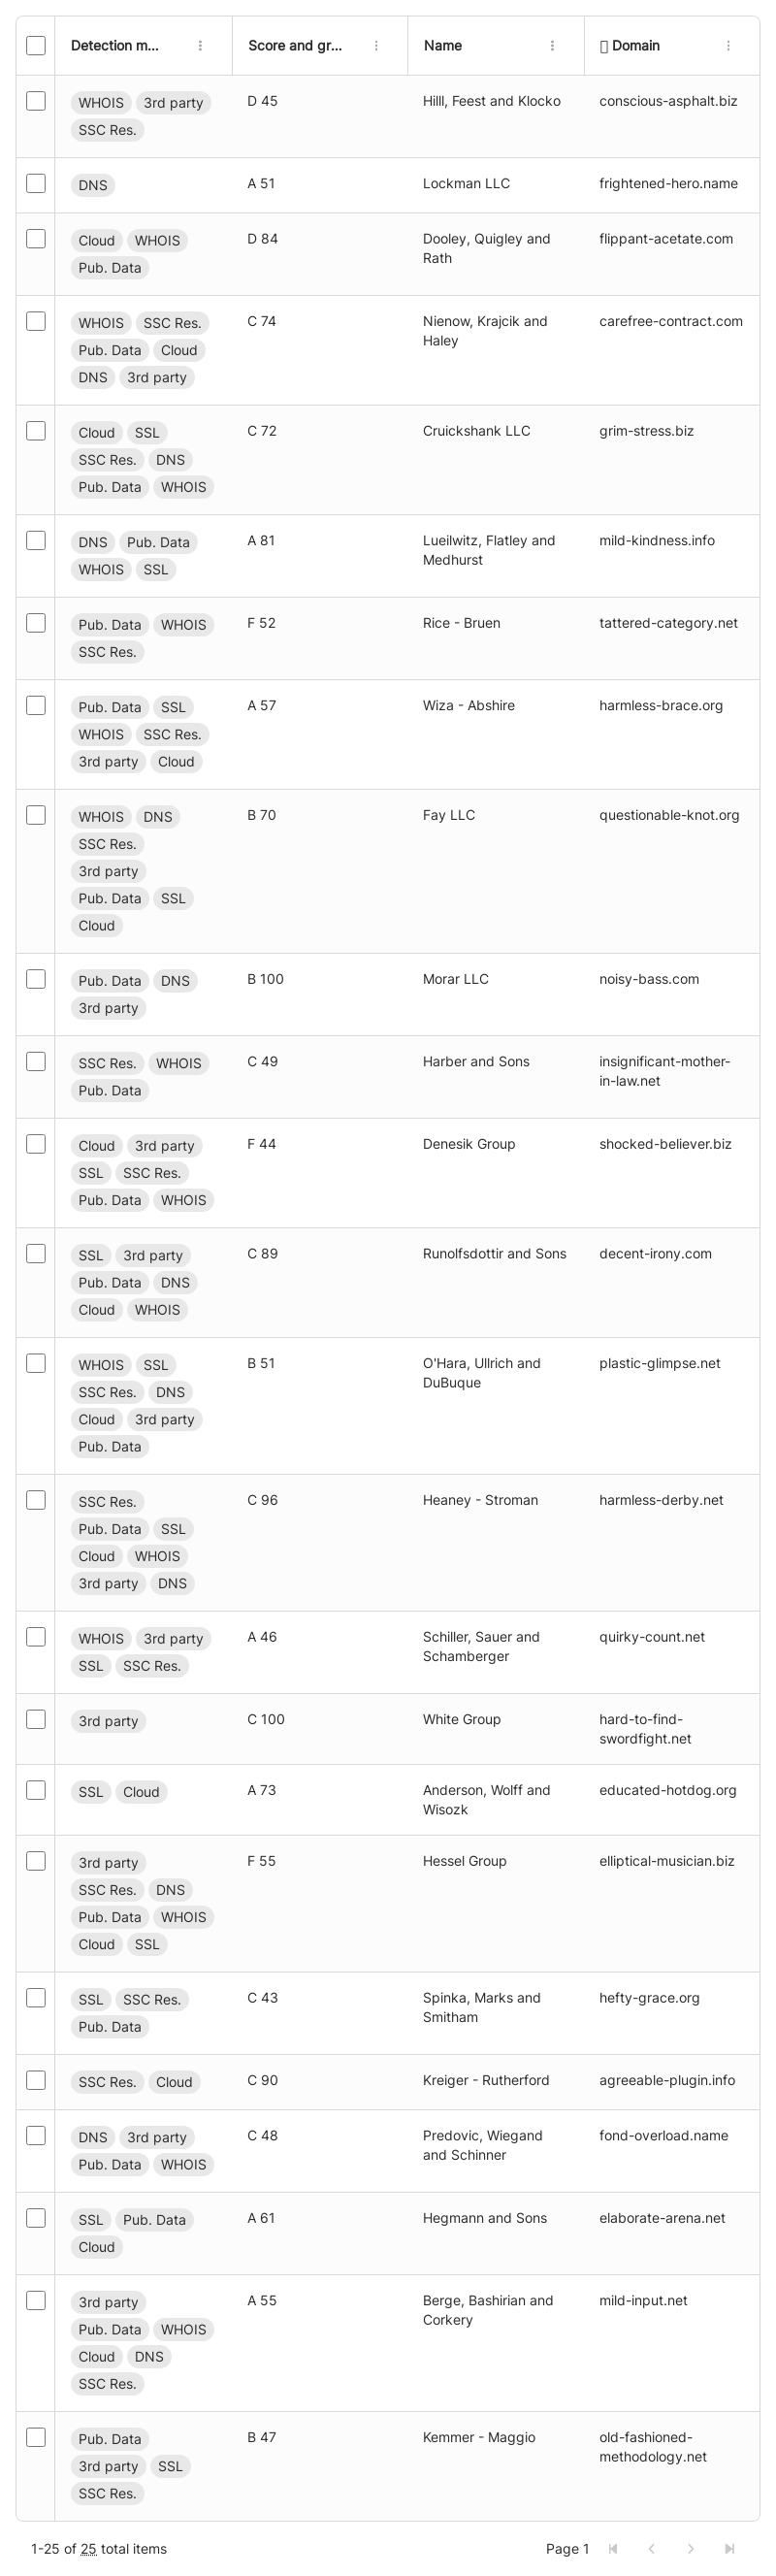 Detection m... Score and gr... Name Domain
WHOIS 3rd party D 45 Hilll, Feest and Klocko conscious-asphalt.biz
SSC Res.
DNS A 51 Lockman LLC frightened-hero.name
Cloud WHOIS D 84 Dooley, Quigley and flippant-acetate.com
Pub. Data Rath
WHOIS SSC Res. C 74 Nienow, Krajcik and carefree-contract.com
Pub. Data Cloud Haley
DNS 3rd party
Cloud SSL C 72 Cruickshank LLC grim-stress.biz
SSC Res. DNS
Pub. Data WHOIS
DNS Pub. Data A 81 Lueilwitz, Flatley and mild-kindness.info
WHOIS SSL Medhurst
Pub. Data WHOIS F 52 Rice - Bruen tattered-category.net
SSC Res.
Pub. Data SSL A 57 Wiza - Abshire harmless-brace.org
WHOIS SSC Res.
3rd party Cloud
WHOIS DNS B 70 Fay LLC questionable-knot.org
SSC Res.
3rd party
Pub. Data SSL
Cloud
Pub. Data DNS B 100 Morar LLC noisy-bass.com
3rd party
SSC Res. WHOIS C 49 Harber and Sons insignificant-mother-
Pub. Data in-law.net
Cloud 3rd party F 44 Denesik Group shocked-believer.biz
SSL SSC Res.
Pub. Data WHOIS
SSL 3rd party C 89 Runolfsdottir and Sons decent-irony.com
Pub. Data DNS
Cloud WHOIS
WHOIS SSL B 51 O'Hara, Ullrich and plastic-glimpse.net
SSC Res. DNS DuBuque
Cloud 3rd party
Pub. Data
SSC Res. C 96 Heaney - Stroman harmless-derby.net
Pub. Data SSL
Cloud WHOIS
3rd party DNS
WHOIS 3rd party A 46 Schiller, Sauer and quirky-count.net
SSL SSC Res. Schamberger
3rd party C 100 White Group hard-to-find-
swordfight.net
SSL Cloud A 73 Anderson, Wolff and educated-hotdog.org
Wisozk
3rd party F 55 Hessel Group elliptical-musician.biz
SSC Res. DNS
Pub. Data WHOIS
Cloud SSL
SSL SSC Res. C 43 Spinka, Marks and hefty-grace.org
Pub. Data Smitham
SSC Res. Cloud C 90 Kreiger - Rutherford agreeable-plugin.info
DNS 3rd party C 48 Predovic, Wiegand fond-overload.name
Pub. Data WHOIS and Schinner
SSL Pub. Data A 61 Hegmann and Sons elaborate-arena.net
Cloud
3rd party A 55 Berge, Bashirian and mild-input.net
Pub. Data WHOIS Corkery
Cloud DNS
SSC Res.
Pub. Data B 47 Kemmer - Maggio old-fashioned-
3rd party SSL methodology.net
SSC Res.
1-25 of 25 total items Page 1